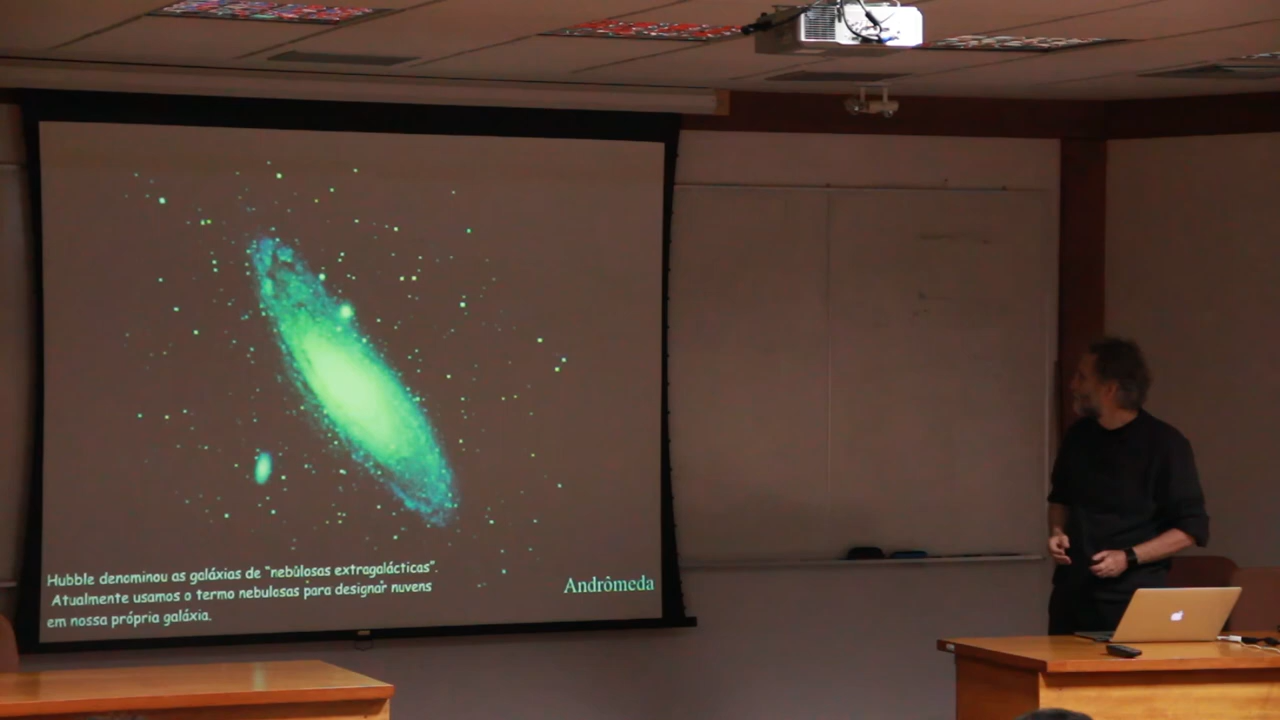 Hubble denominou as galáxias de "nebulosas extragalácticas".
Atualmente usamos o termo nebulosas para designar nuvens
em nossa própria galáxia.
Andrômeda